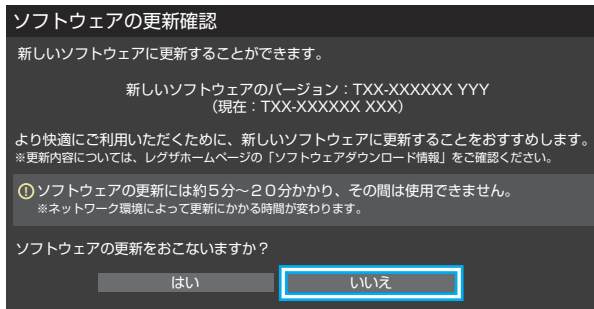 ソフトウェアの更新確認
新しいソフトウェアに更新することができます。
新しいソフトウェアのバージョン：TXX-XXXXXX YYY
（現在：TXX-XXXXXX XXX）
より快適にご利用いただくために、新しいソフトウェアに更新することをおすすめします。
※更新内容については、レグザホームページの「ソフトウェアダウンロード情報」をご確認ください。
ソフトウェアの更新には約５分～２０分かかり、その間は使用できません。
※ネットワーク環境によって更新にかかる時間が変わります。
ソフトウェアの更新をおこないますか？
はい いいえ